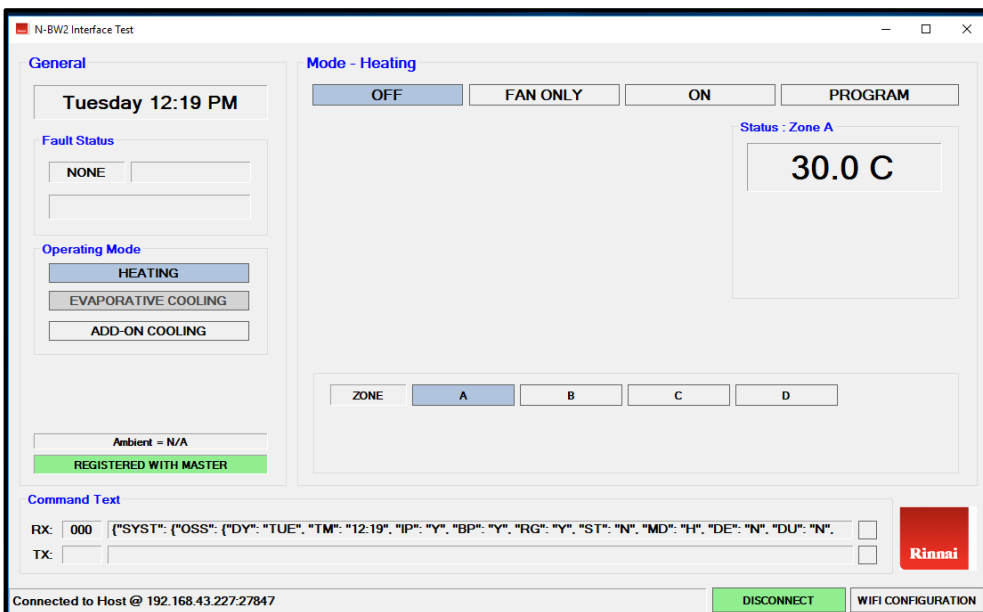 N-BW2 Interface Test
General
Tuesday 12:19 PM
Fault Status
NONE
Operating Mode
HEATING
EVAPORATIVE COOLING
ADD-ON COOLING
Ambient = N/A
REGISTERED WITH MASTER
Mode - Heating
OFF FAN ONLY ON PROGRAM
Status : Zone A
30.0 C
ZONE A B C D
Command Text
RX: 000 {"SYST": {"OSS": {"DY": "TUE", "TM": "12:19", "IP": "Y", "BP": "Y", "RG": "Y", "ST": "N", "MD": "H", "DE": "N", "DU": "N",
TX:
Rinnai
Connected to Host @ 192.168.43.227:27847
DISCONNECT WIFI CONFIGURATION